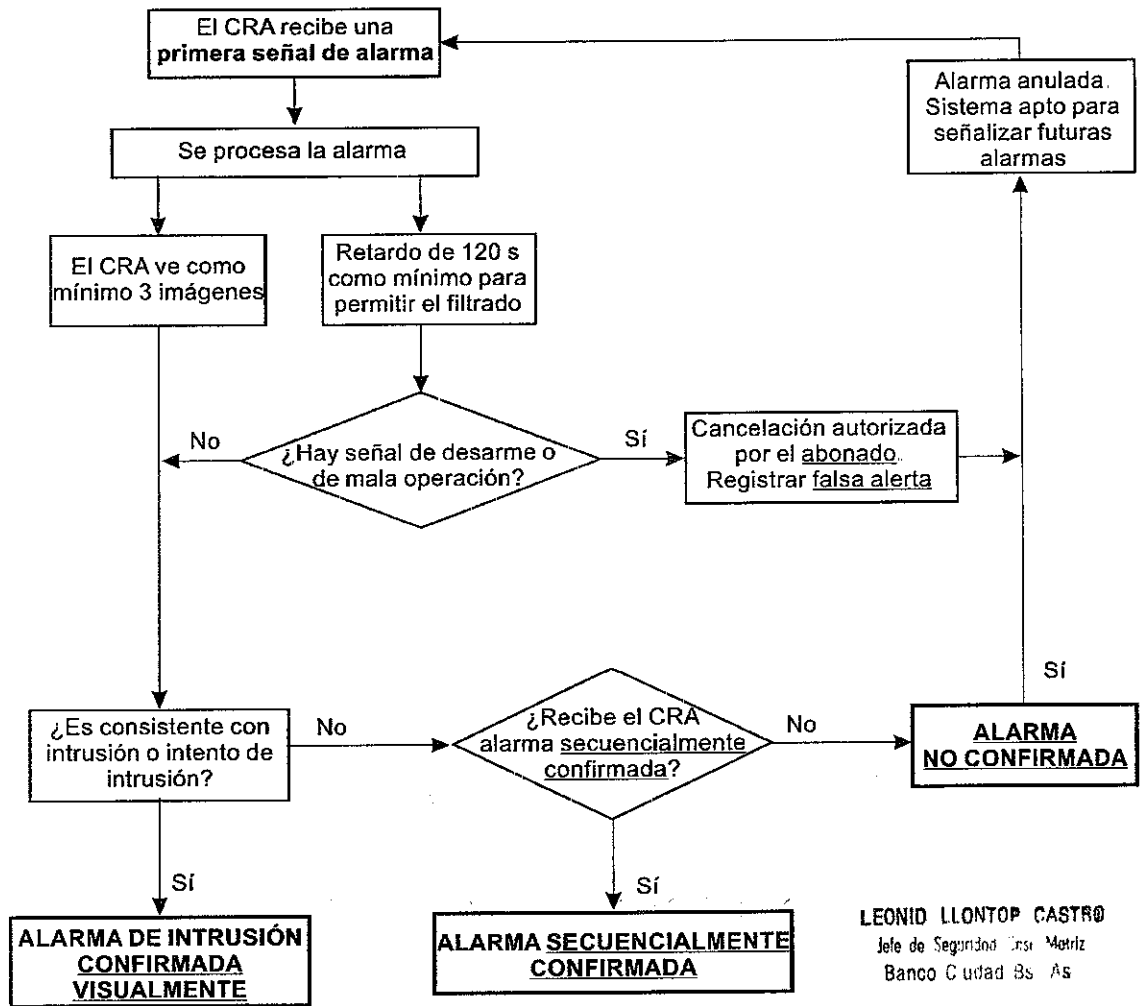 El CRA recibe una
primera señal de alarma
Alarma anulada.
Sistema apto para
señalizar futuras
alarmas
Se procesa la alarma
El CRA ve como
mínimo 3 imágenes
Retardo de 120 s
como mínimo para
permitir el filtrado
No
¿Hay señal de desarme o
de mala operación?
Sí
Cancelación autorizada
por el abonado.
Registrar falsa alerta
¿Es consistente con
intrusión o intento de
intrusión?
No
¿Recibe el CRA
alarma secuencialmente
confirmada?
No
Sí
ALARMA
NO CONFIRMADA
Sí
Sí
ALARMA DE INTRUSIÓN
CONFIRMADA
VISUALMENTE
ALARMA SECUENCIALMENTE
CONFIRMADA
LEONID LLONTOP CASTRO
Jefe de Seguridad Matriz
Banco Ciudad Bs As